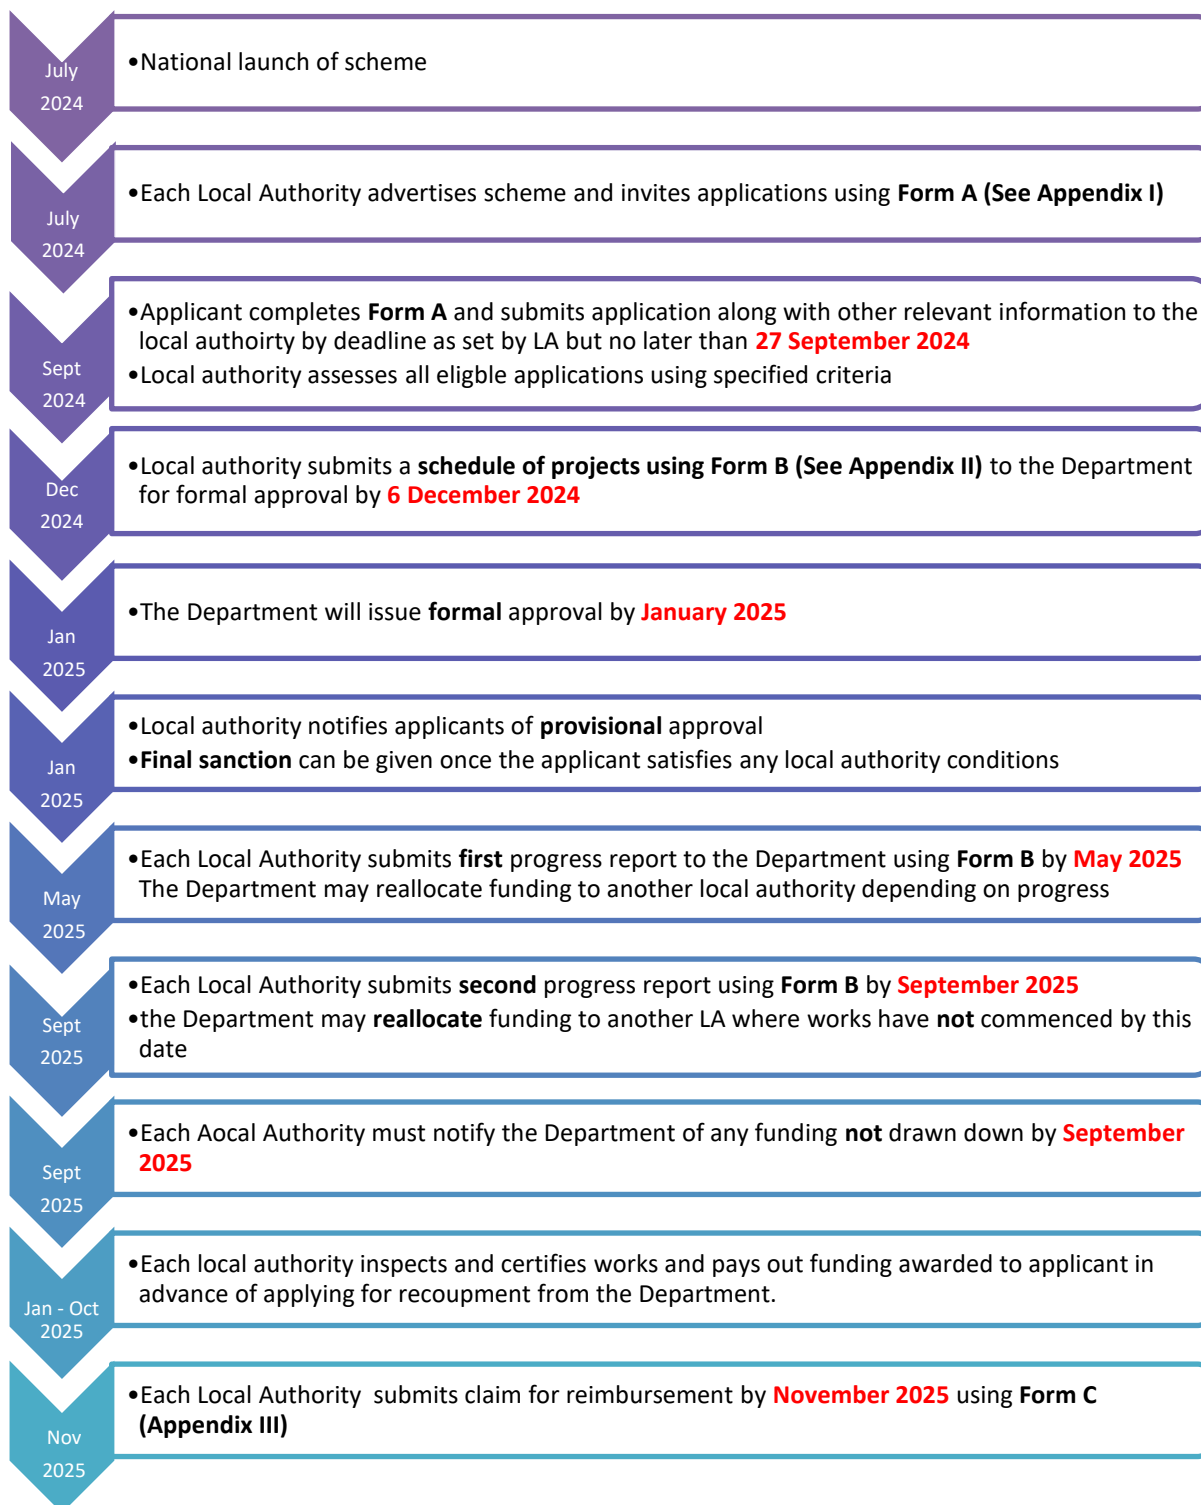 July
2024
•National launch of scheme
July
2024
•Each Local Authority advertises scheme and invites applications using Form A (See Appendix I)
Sept
2024
•Applicant completes Form A and submits application along with other relevant information to the
local authoirty by deadline as set by LA but no later than 27 September 2024
•Local authority assesses all eligble applications using specified criteria
Dec
2024
•Local authority submits a schedule of projects using Form B (See Appendix II) to the Department
for formal approval by 6 December 2024
Jan
2025
•The Department will issue formal approval by January 2025
Jan
2025
•Local authority notifies applicants of provisional approval
•Final sanction can be given once the applicant satisfies any local authority conditions
May
2025
•Each Local Authority submits first progress report to the Department using Form B by May 2025
The Department may reallocate funding to another local authority depending on progress
Sept
2025
•Each Local Authority submits second progress report using Form B by September 2025
•the Department may reallocate funding to another LA where works have not commenced by this
date
Sept
2025
•Each Aocal Authority must notify the Department of any funding not drawn down by September
2025
Jan - Oct
2025
•Each local authority inspects and certifies works and pays out funding awarded to applicant in
advance of applying for recoupment from the Department.
Nov
2025
•Each Local Authority  submits claim for reimbursement by November 2025 using Form C
(Appendix III)